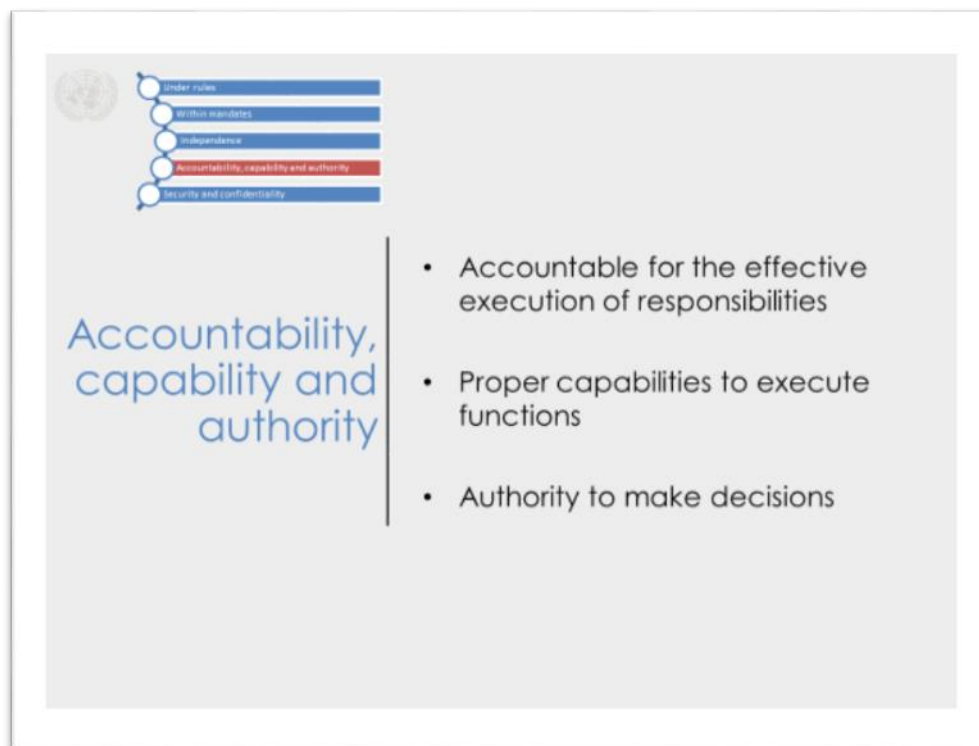 Under rules
Within mandates
Independence
Accountability, capability and authority
Security and confidentiality
Accountability,
capability and
authority
• Accountable for the effective
execution of responsibilities
• Proper capabilities to execute
functions
• Authority to make decisions